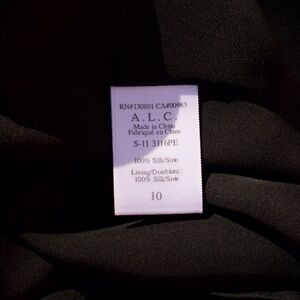 RN#130801 CA#00985
A.L.C.
Made in China
Fabriqué en Chine
S-11 3116PE
100% Silk/Soie
Lining/Doublure:
100% Silk/Soie
10